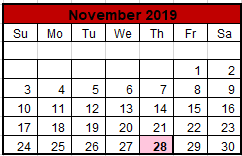 November 2019
Su Mo Tu We Th Fr Sa
1 2
3 4 5 6 7 8 9
10 11 12 13 14 15 16
17 18 19 20 21 22 23
24 25 26 27 28 29 30